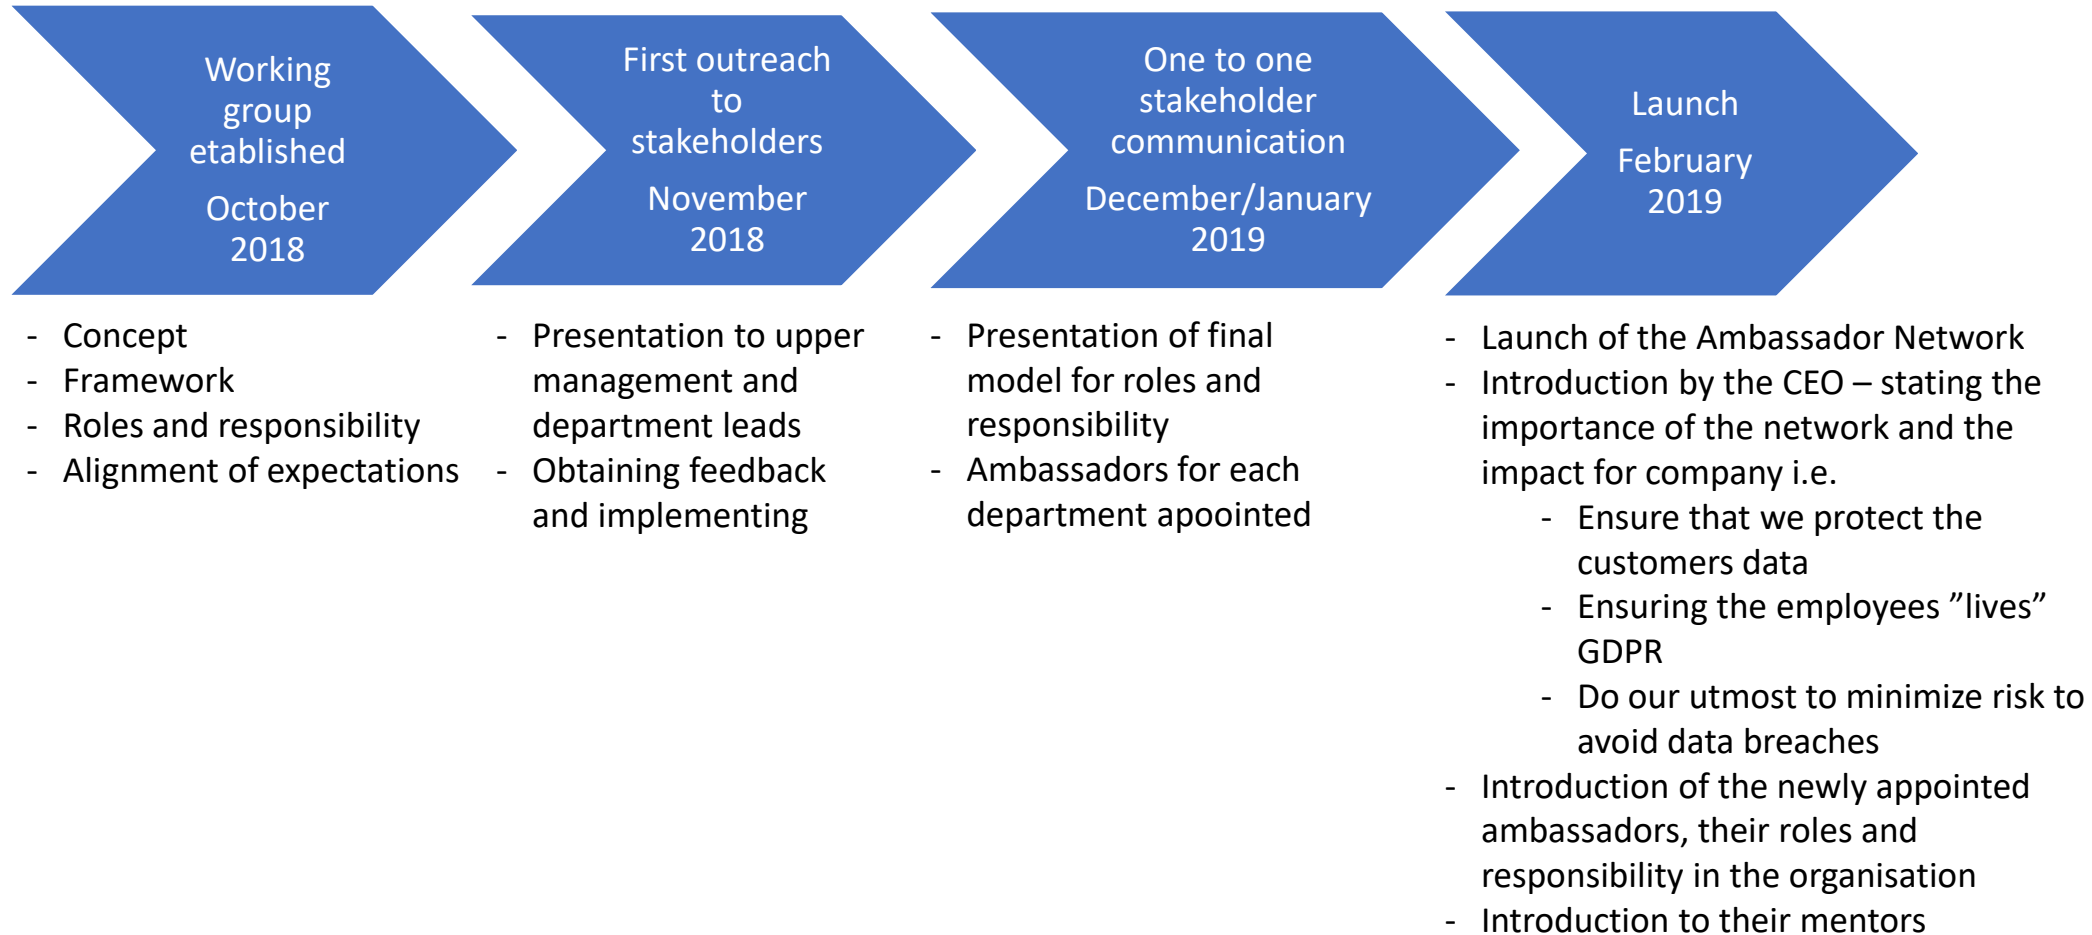 Working
group
etablished
October
2018
First outreach
to
stakeholders
November
2018
One to one
stakeholder
communication
December/January
2019
Launch
February
2019
- Concept
- Framework
- Roles and responsibility
- Alignment of expectations
- Presentation to upper
management and
department leads
- Obtaining feedback
and implementing
- Presentation of final
model for roles and
responsibility
- Ambassadors for each
department apoointed
- Launch of the Ambassador Network
- Introduction by the CEO – stating the
importance of the network and the
impact for company i.e.
- Ensure that we protect the
customers data
- Ensuring the employees ”lives”
GDPR
- Do our utmost to minimize risk to
avoid data breaches
- Introduction of the newly appointed
ambassadors, their roles and
responsibility in the organisation
- Introduction to their mentors